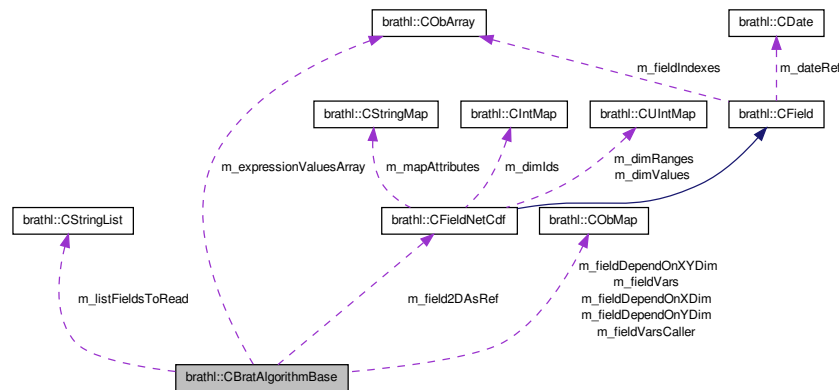 brathl::CObArray
brathl::CDate
m_fieldIndexes
m_dateRef
brathl::CStringMap
brathl::CIntMap
brathl::CUIntMap
brathl::CField
m_expressionValuesArray
m_mapAttributes
m_dimIds
m_dimRanges
m_dimValues
brathl::CStringList
brathl::CFieldNetCdf
brathl::CObMap
m_listFieldsToRead
m_field2DAsRef
m_fieldDependOnXYDim
m_fieldVars
m_fieldDependOnXDim
m_fieldDependOnYDim
m_fieldVarsCaller
brathl::CBratAlgorithmBase